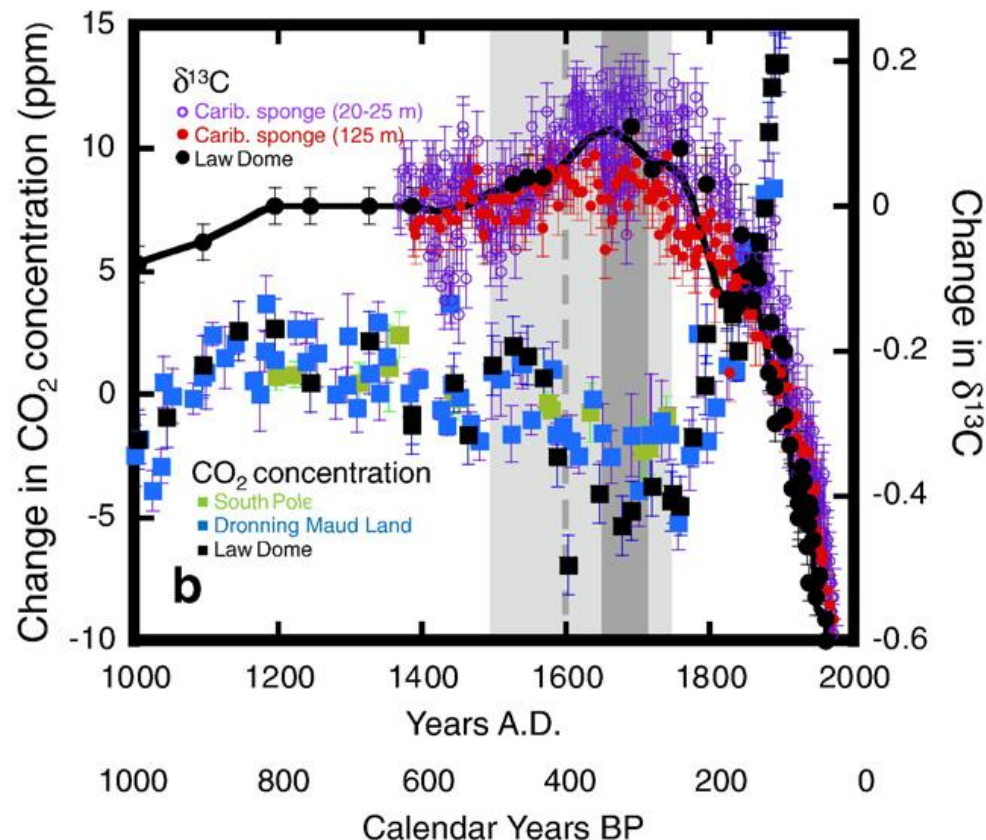 15
10
5
0
-5
-10
Change in CO₂ concentration (ppm)
δ¹³C
Carib. sponge (20-25 m)
Carib. sponge (125 m)
Law Dome
CO₂ concentration
South Pole
Dronning Maud Land
Law Dome
b
0.2
0
-0.2
-0.4
-0.6
Change in δ¹³C
1000 1200 1400 1600 1800 2000
Years A.D.
1000 800 600 400 200 0
Calendar Years BP